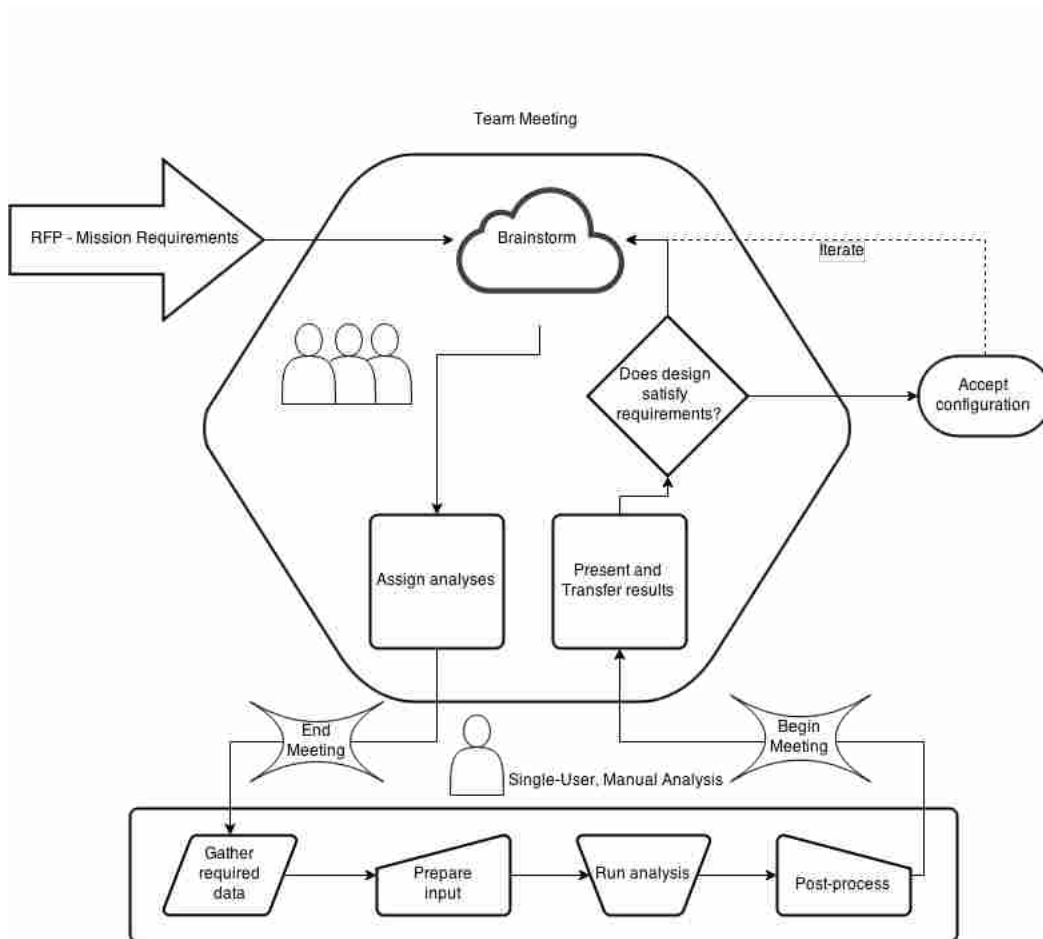 Team Meeting
RFP - Mission Requirements
Brainstorm
Iterate
Does design
satisfy
requirements?
Accept
configuration
Assign analyses
Present and
Transfer results
End
Meeting
Begin
Meeting
Single-User, Manual Analysis
Gather
required
data
Prepare
input
Run analysis
Post-process